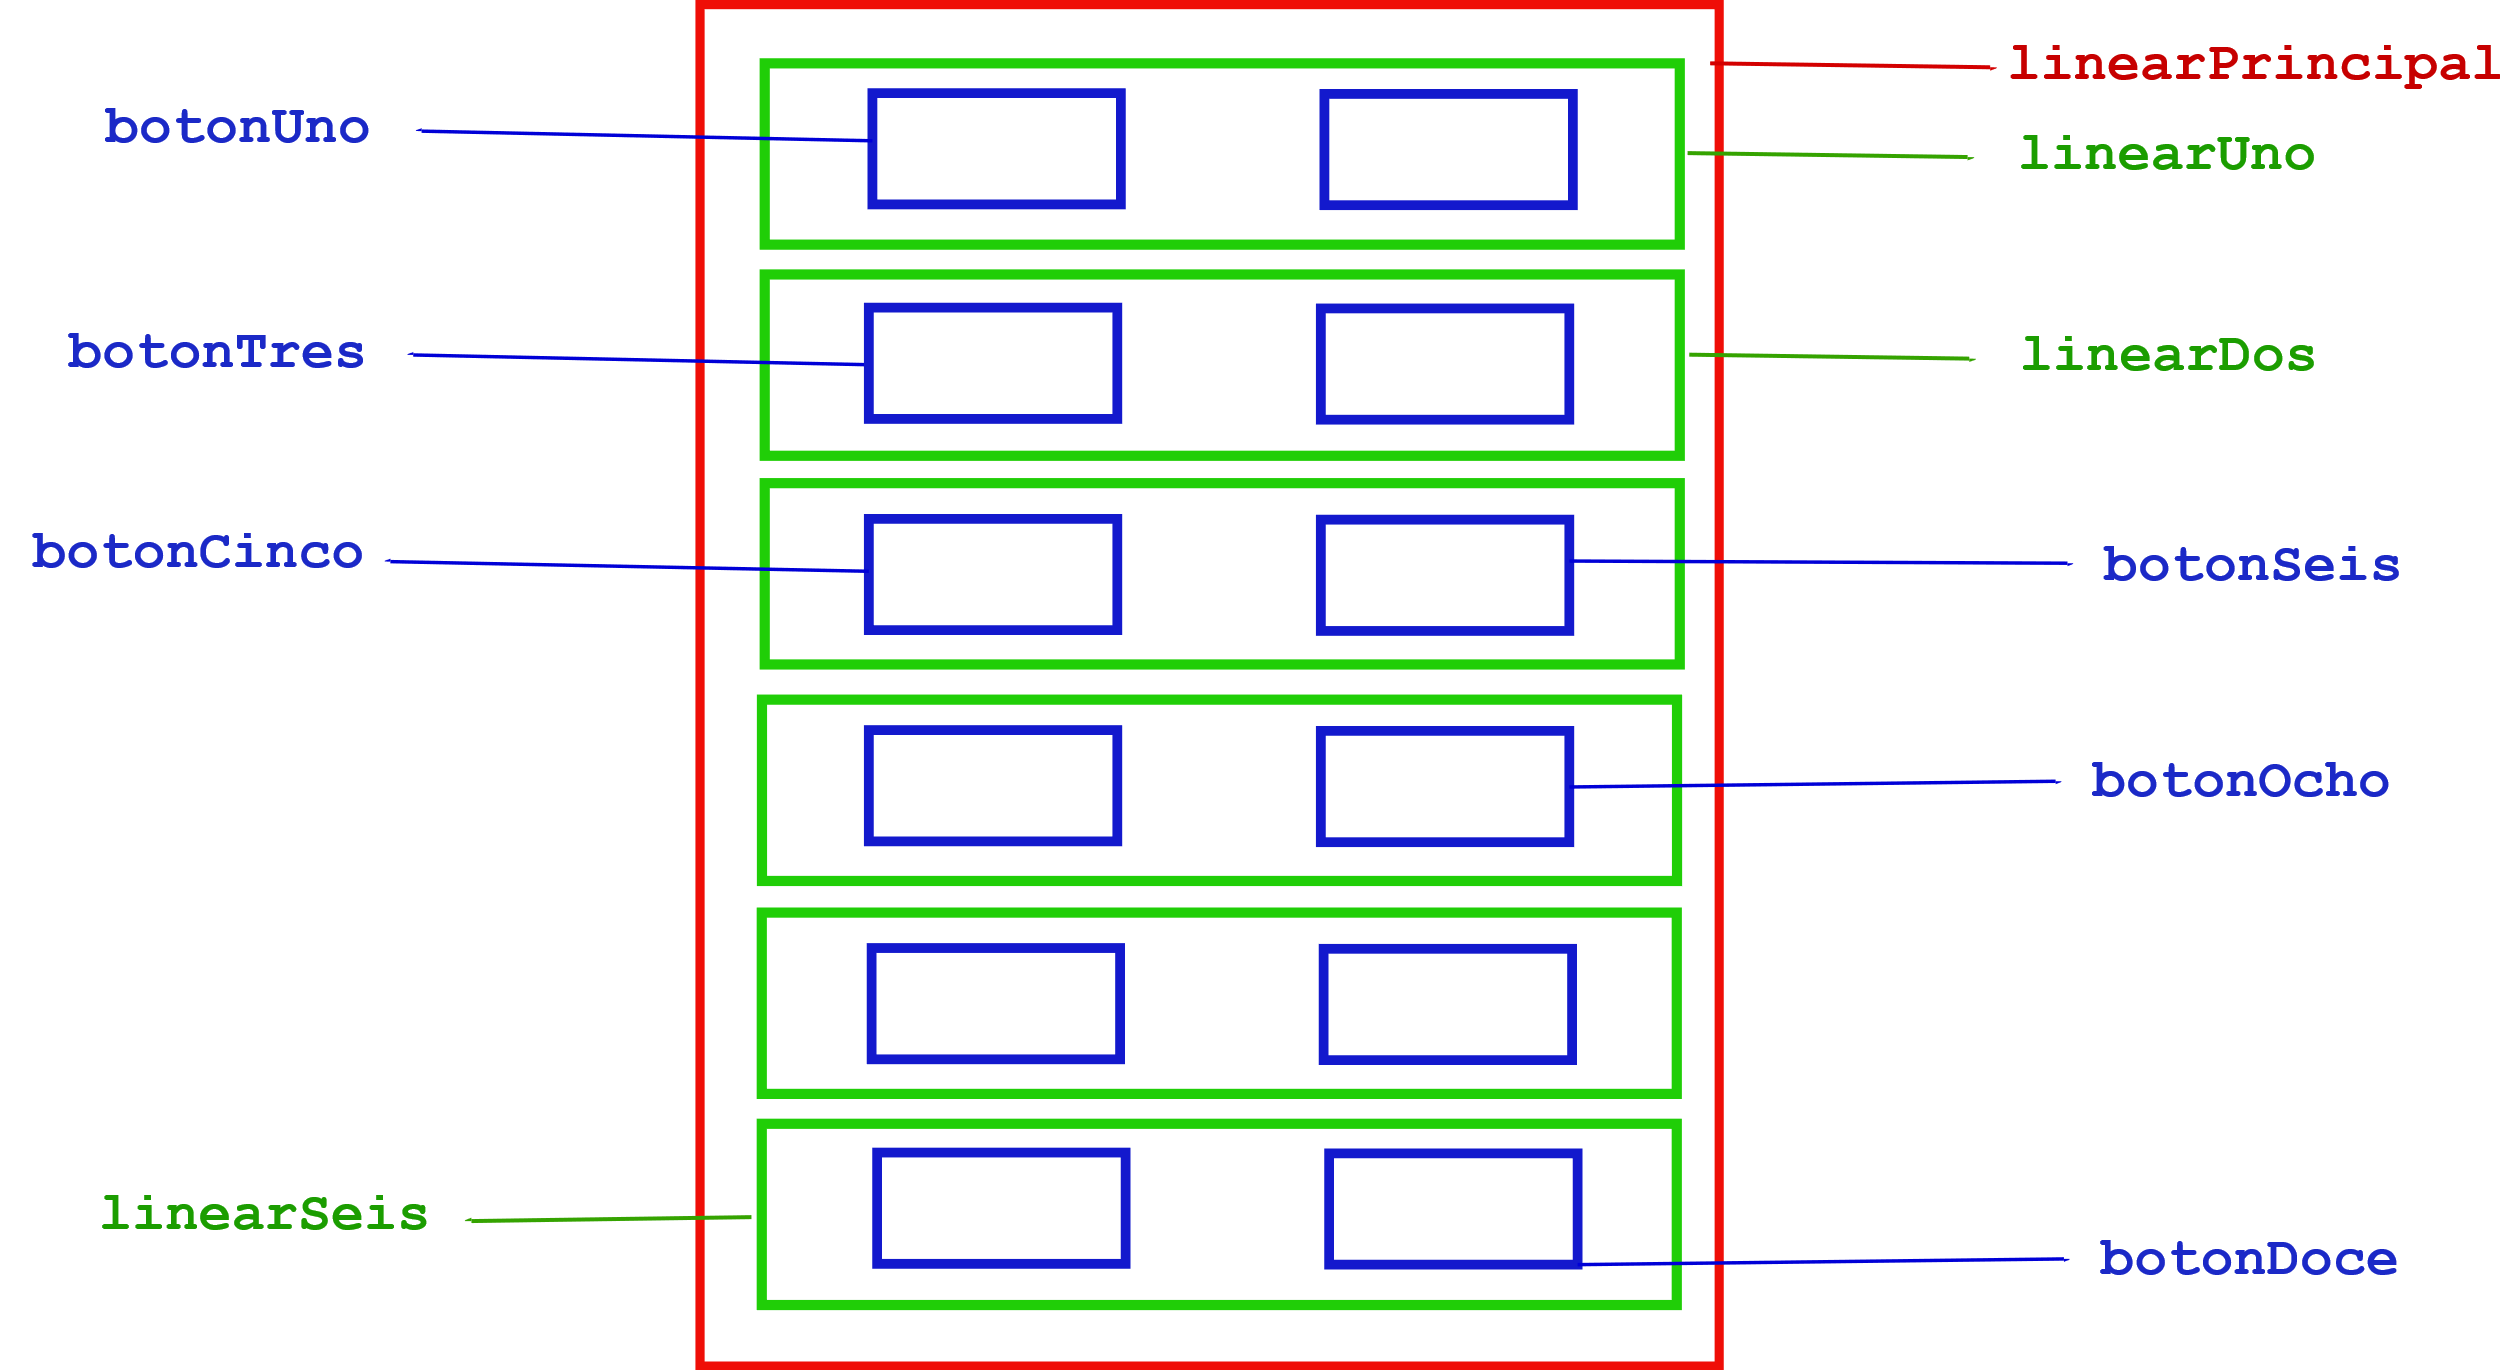 linearPrincipal
botonUno
linearUno
botonTres
linearDos
botonCinco
botonSeis
botonOcho
linearSeis
botonDoce